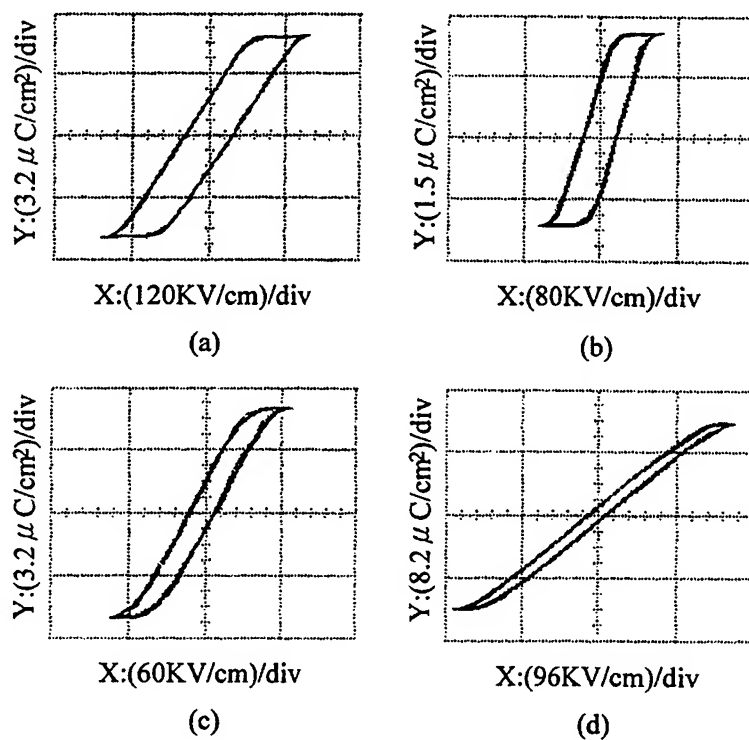 Y:(3.2 μ C/cm²)/div
X:(120KV/cm)/div
(a)
Y:(1.5 μ C/cm²)/div
X:(80KV/cm)/div
(b)
Y:(3.2 μ C/cm²)/div
X:(60KV/cm)/div
(c)
Y:(8.2 μ C/cm²)/div
X:(96KV/cm)/div
(d)